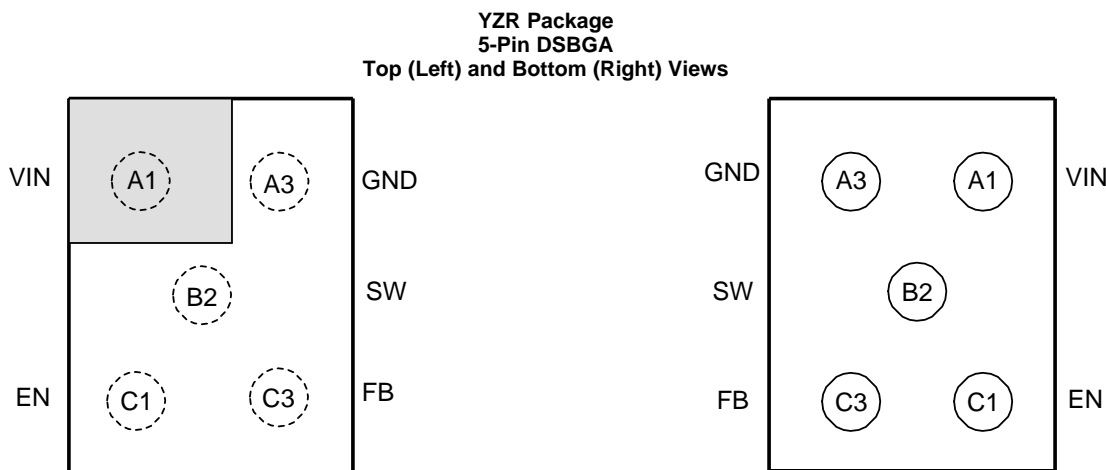 YZR Package
5-Pin DSBGA
Top (Left) and Bottom (Right) Views
VIN A1 A3 GND
B2 SW
EN C1 C3 FB
GND A3 A1 VIN
SW B2
FB C3 C1 EN